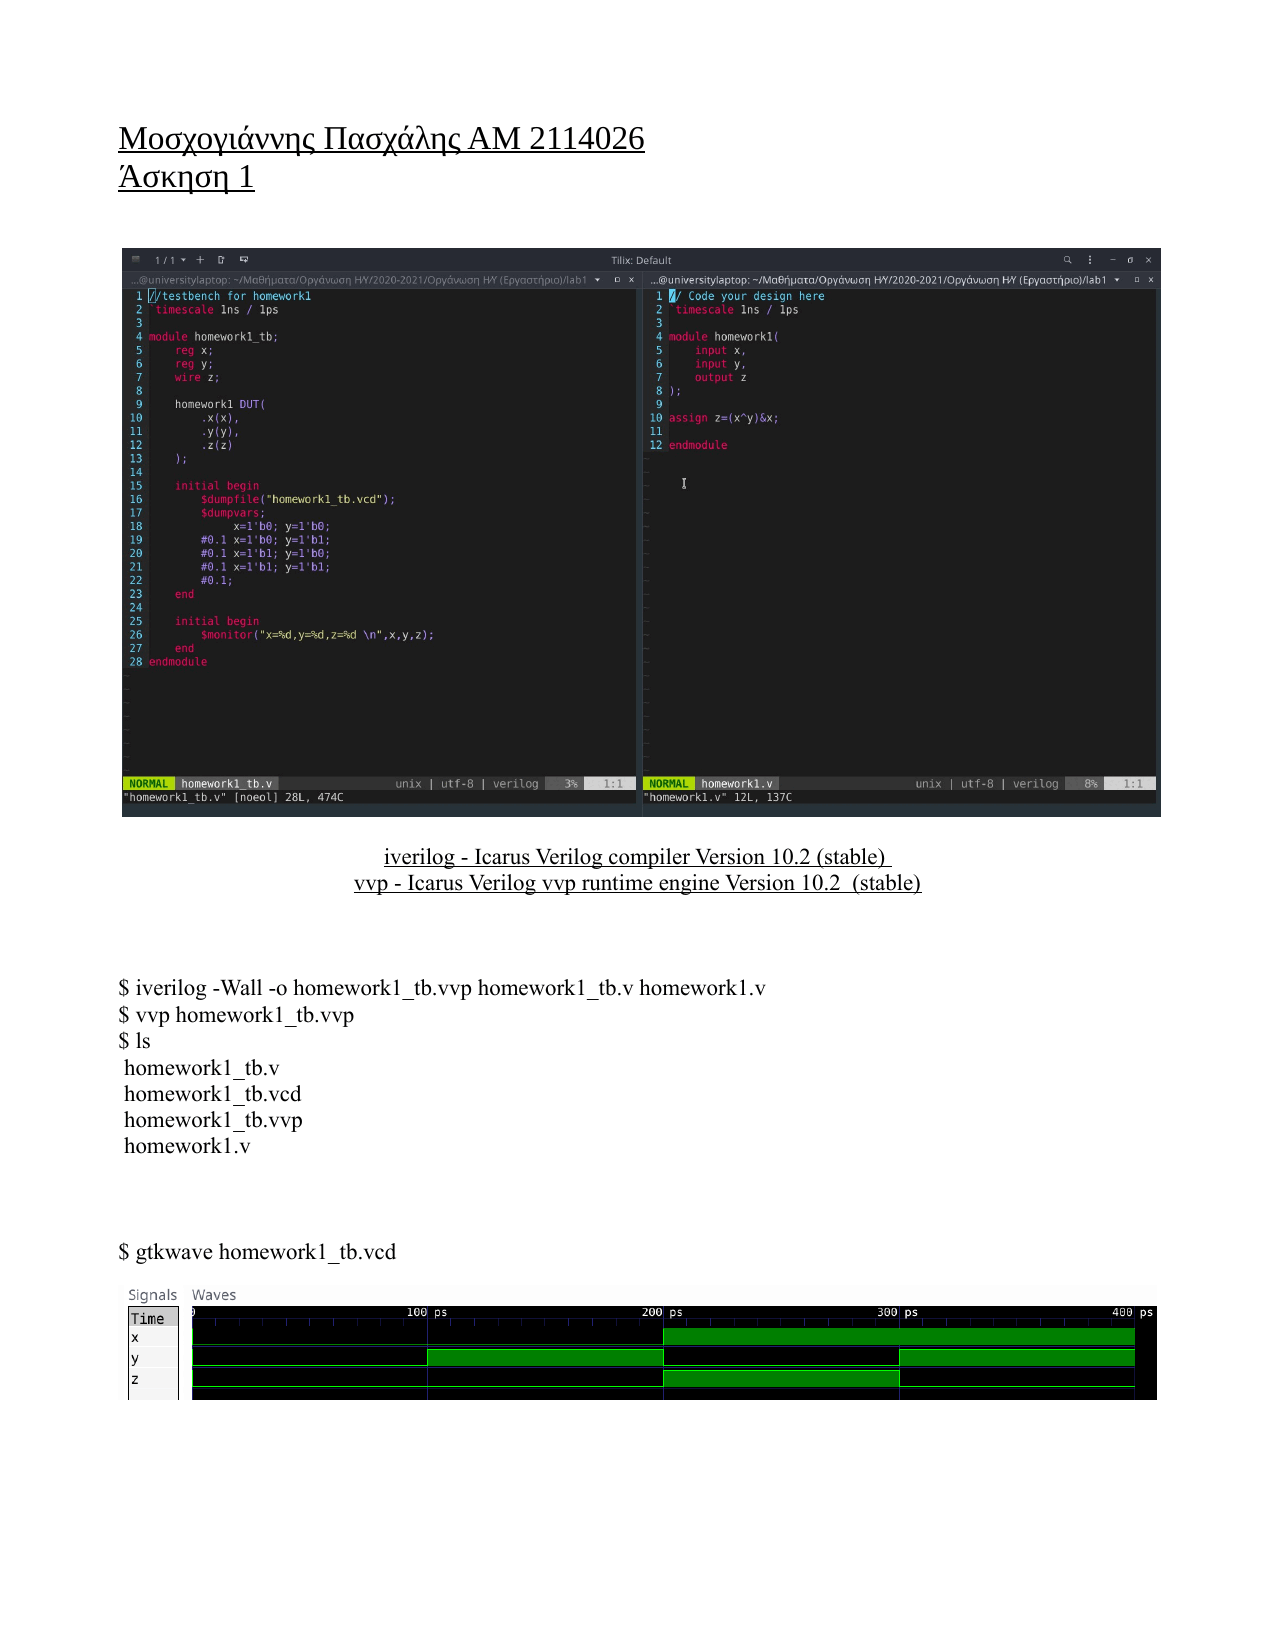 Μοσχογιάννης Πασχάλης ΑΜ 2114026
Άσκηση 1
1 / 1
Tilix: Default
...@universitylaptop: ~/Μαθήματα/Οργάνωση Η/Υ/2020-2021/Οργάνωση Η/Υ (Εργαστήριο)/lab1
1 //testbench for homework1
2 `timescale 1ns / 1ps
3
4 module homework1_tb;
5 reg x;
6 reg y;
7 wire z;
8
9 homework1 DUT(
10 .x(x),
11 .y(y),
12 .z(z)
13 );
14
15 initial begin
16 $dumpfile("homework1_tb.vcd");
17 $dumpvars;
18 x=1'b0; y=1'b0;
19 #0.1 x=1'b0; y=1'b1;
20 #0.1 x=1'b1; y=1'b0;
21 #0.1 x=1'b1; y=1'b1;
22 #0.1;
23 end
24
25 initial begin
26 $monitor("x=%d,y=%d,z=%d \n",x,y,z);
27 end
28 endmodule
NORMAL homework1_tb.v unix | utf-8 | verilog 3% 1:1
"homework1_tb.v" [noeol] 28L, 474C
...@universitylaptop: ~/Μαθήματα/Οργάνωση Η/Υ/2020-2021/Οργάνωση Η/Υ (Εργαστήριο)/lab1
1 // Code your design here
2 `timescale 1ns / 1ps
3
4 module homework1(
5 input x,
6 input y,
7 output z
8 );
9
10 assign z=(x^y)&x;
11
12 endmodule
NORMAL homework1.v unix | utf-8 | verilog 8% 1:1
"homework1.v" 12L, 137C
iverilog - Icarus Verilog compiler Version 10.2 (stable)
vvp - Icarus Verilog vvp runtime engine Version 10.2 (stable)
$ iverilog -Wall -o homework1_tb.vvp homework1_tb.v homework1.v
$ vvp homework1_tb.vvp
$ ls
homework1_tb.v
homework1_tb.vcd
homework1_tb.vvp
homework1.v
$ gtkwave homework1_tb.vcd
Signals Waves
Time 0 100 ps 200 ps 300 ps 400 ps
x
y
z